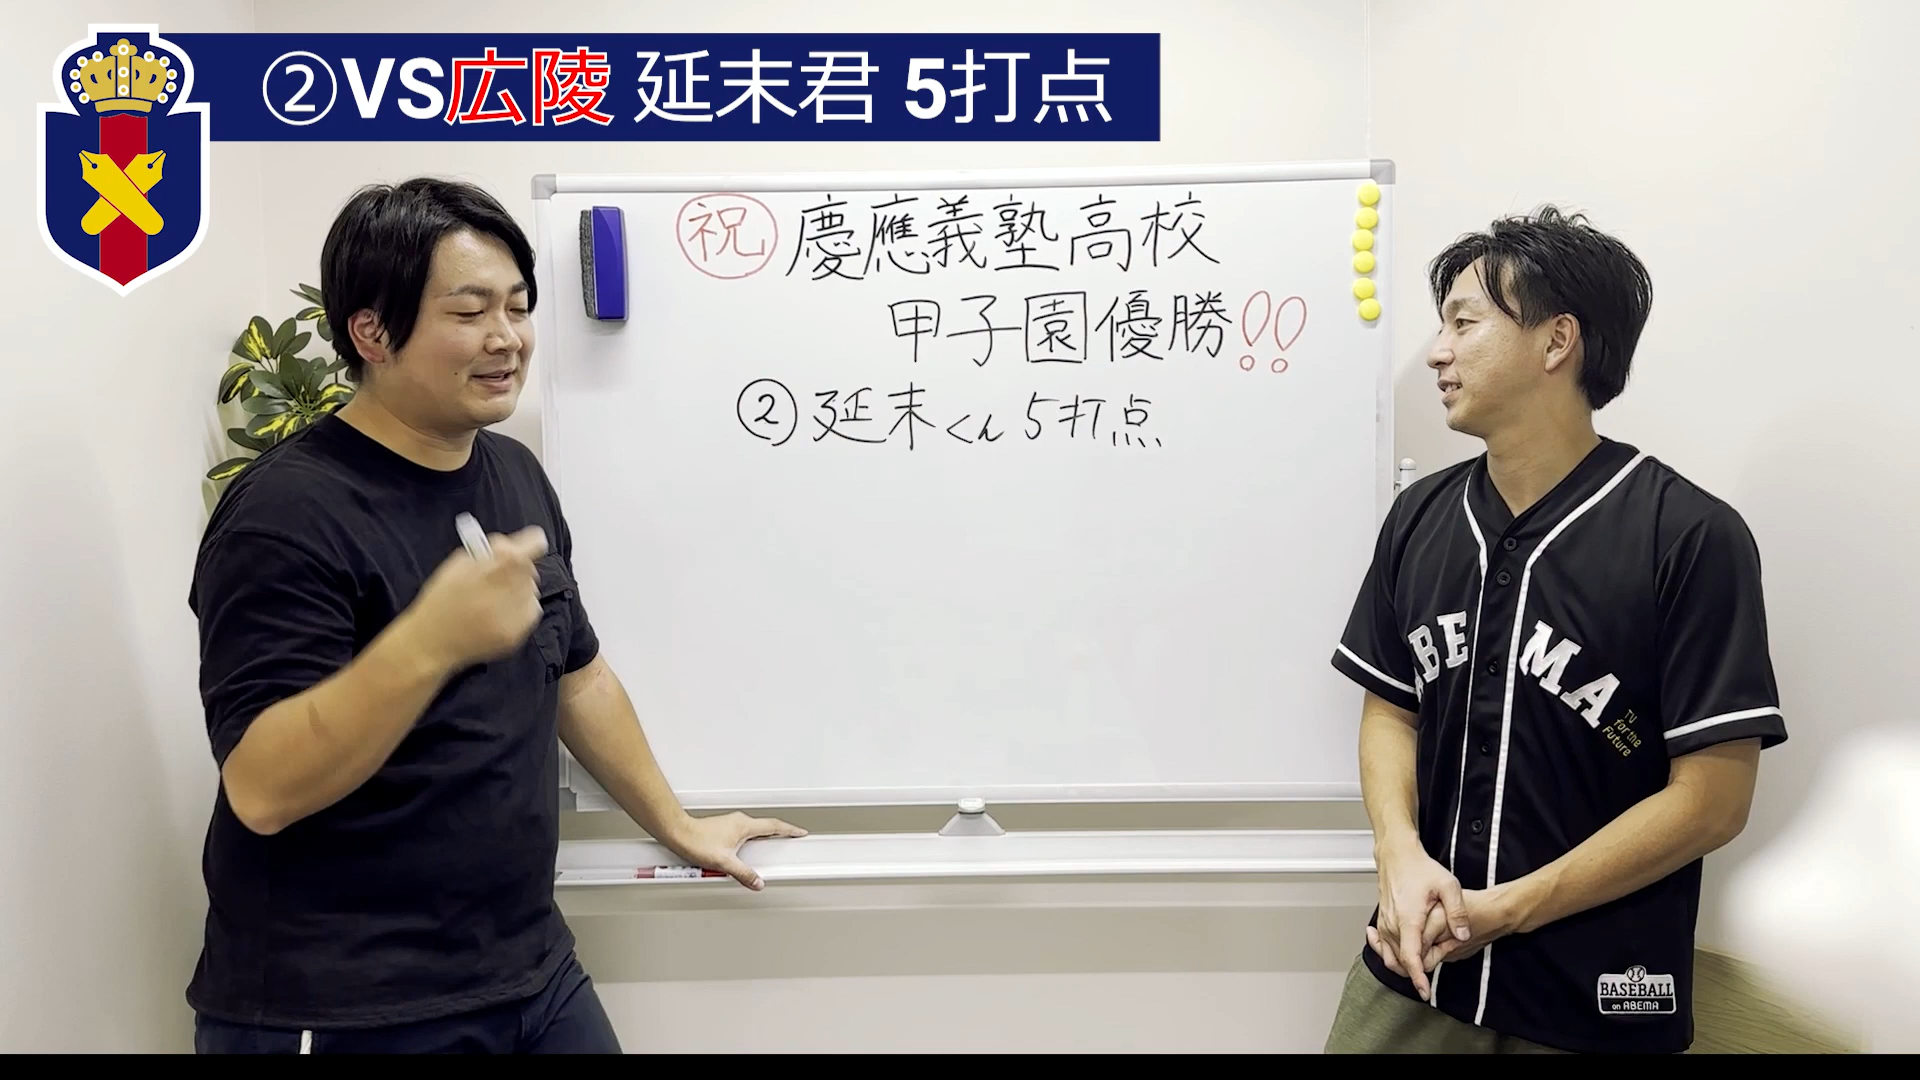 ②VS広陵 延末君 5打点
祝 慶應義塾高校
甲子園優勝!!
② 延末くん 5打点
ABEMA
TV
for the
Future
BASEBALL
on ABEMA